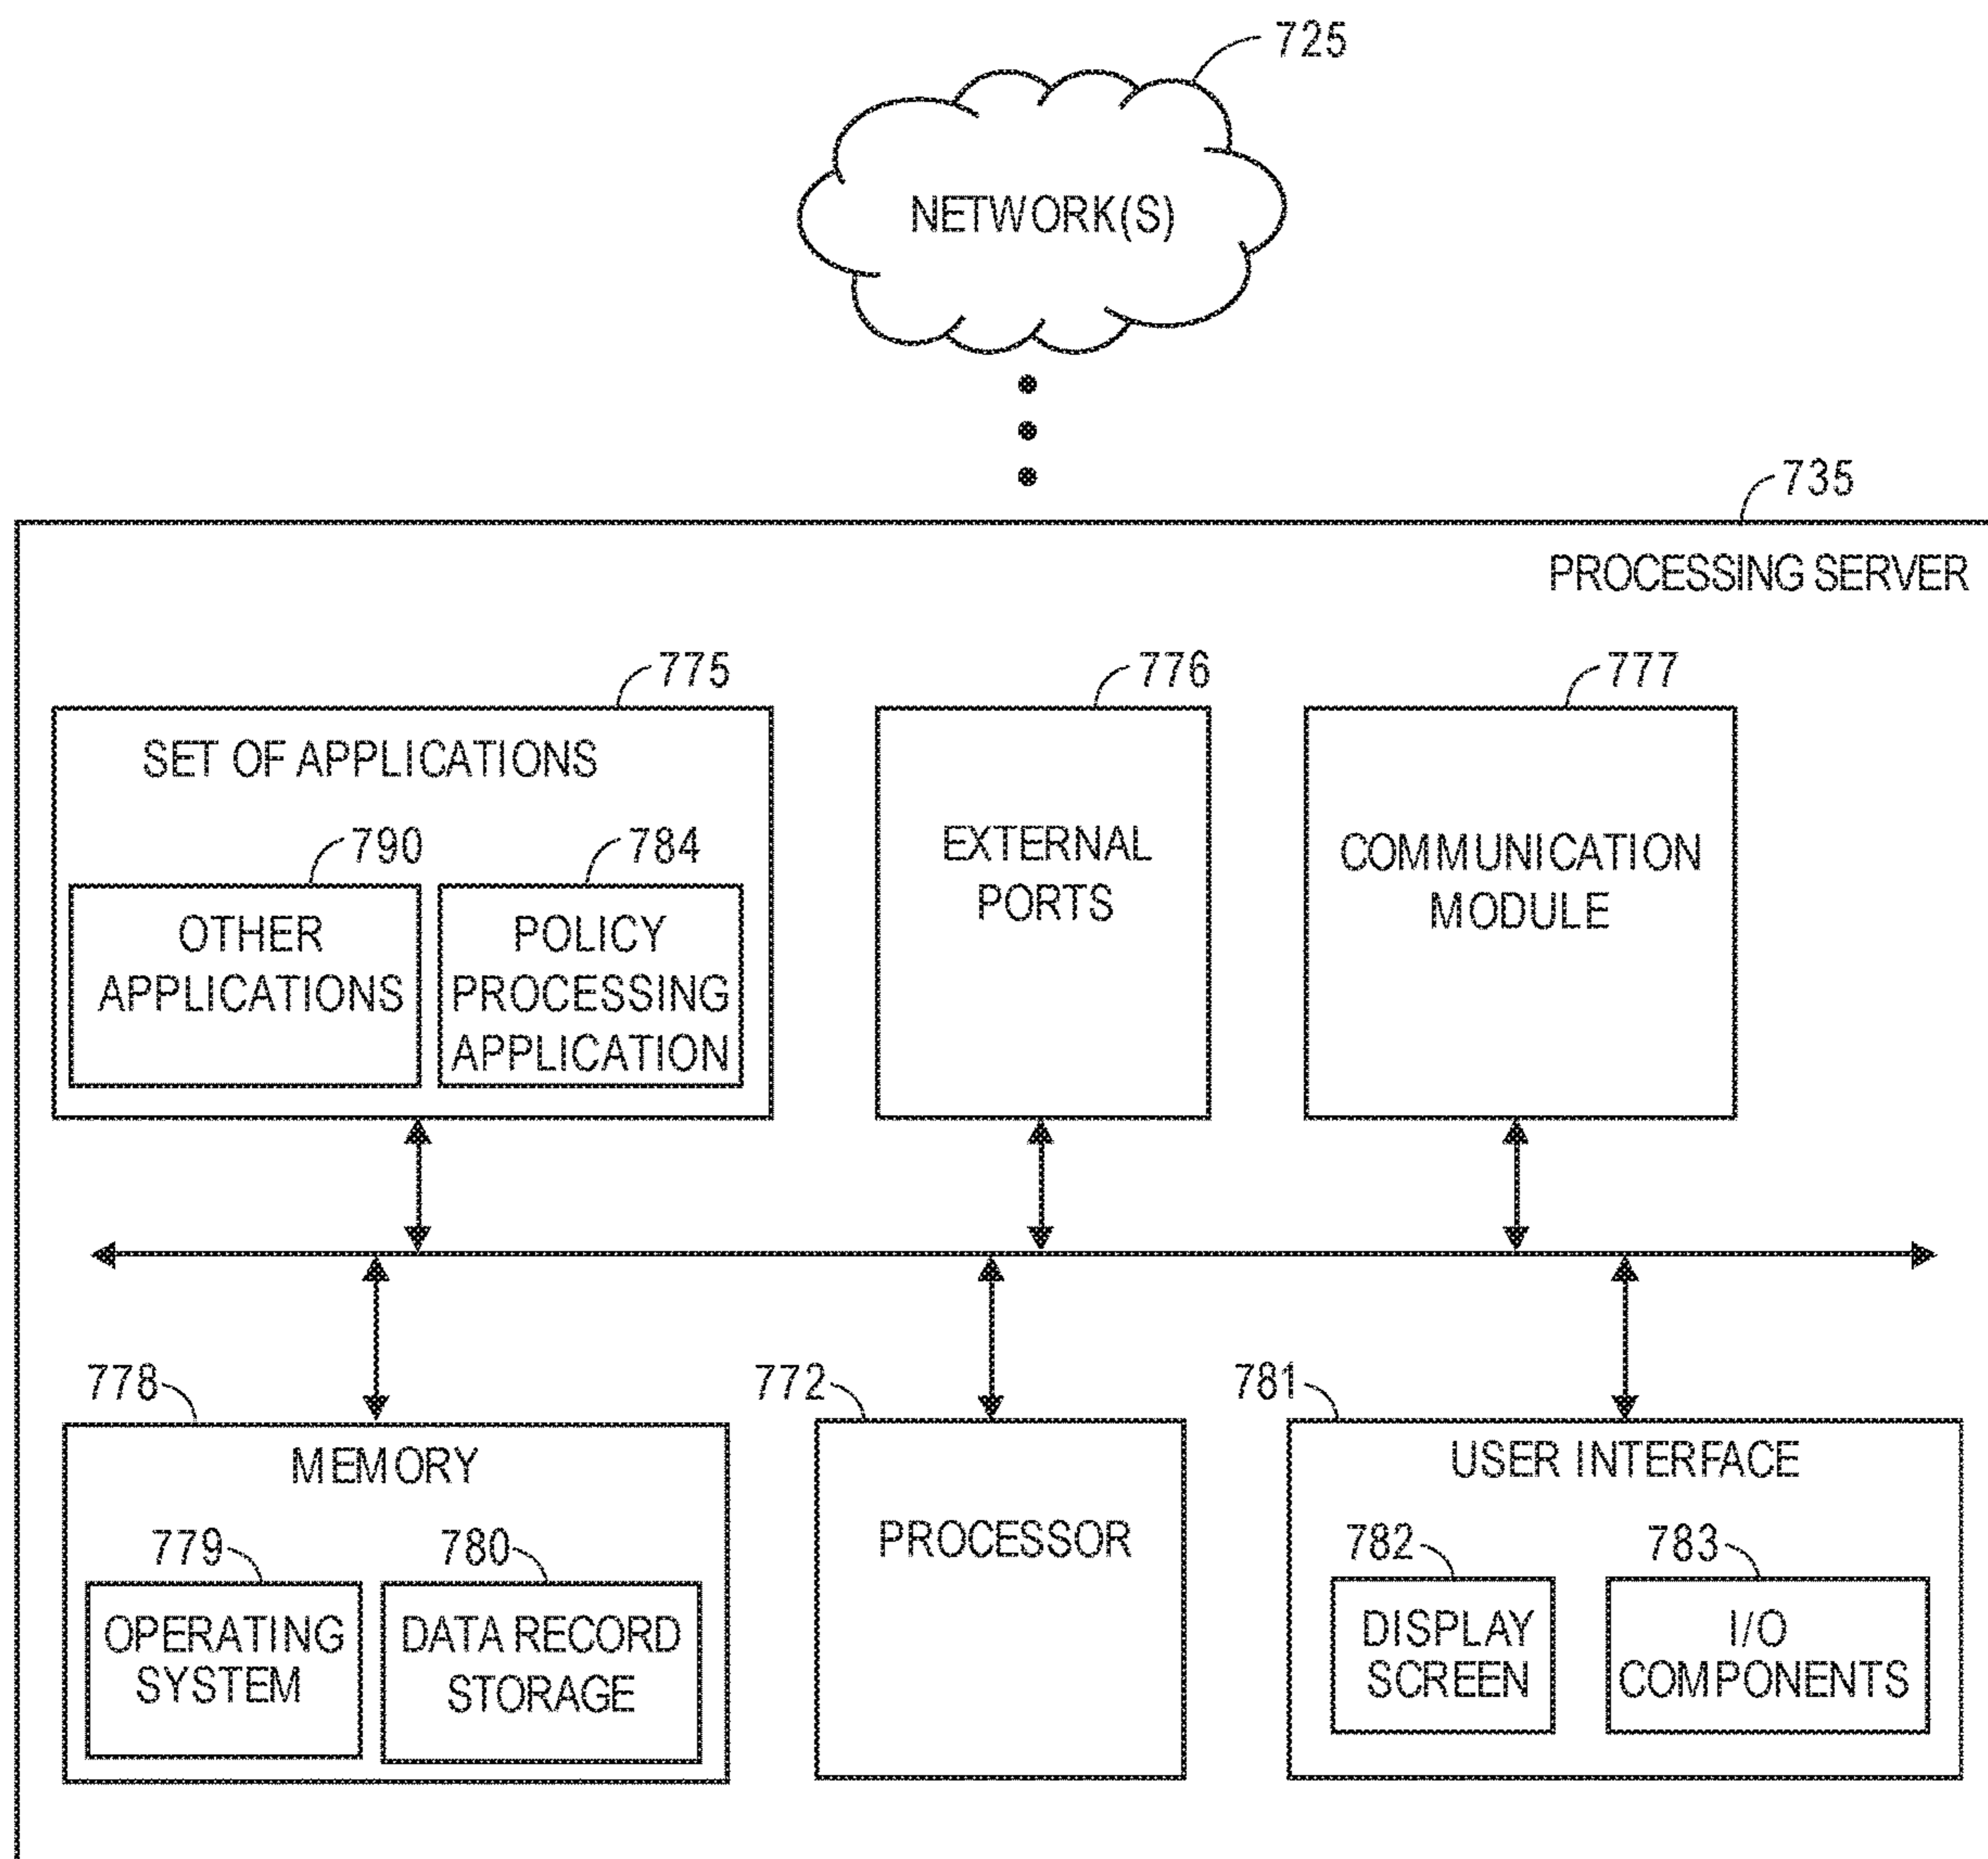 725
NETWORK(S)
735
PROCESSING SERVER
775
SET OF APPLICATIONS
790
OTHER
APPLICATIONS
784
POLICY
PROCESSING
APPLICATION
776
EXTERNAL
PORTS
777
COMMUNICATION
MODULE
778
MEMORY
779
OPERATING
SYSTEM
780
DATA RECORD
STORAGE
772
PROCESSOR
781
USER INTERFACE
782
DISPLAY
SCREEN
783
I/O
COMPONENTS